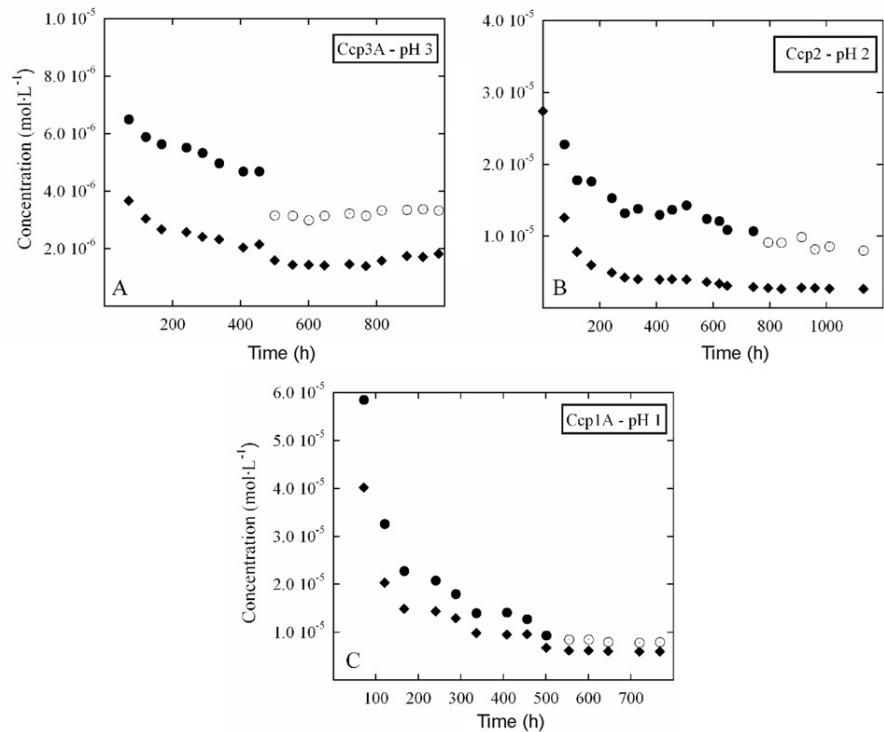 1.0 10⁻⁵
8.0 10⁻⁶
6.0 10⁻⁶
4.0 10⁻⁶
2.0 10⁻⁶
Concentration (mol·L⁻¹)
Ccp3A - pH 3
A
200 400 600 800
Time (h)
4.0 10⁻⁵
3.0 10⁻⁵
2.0 10⁻⁵
1.0 10⁻⁵
Concentration (mol·L⁻¹)
Ccp2 - pH 2
B
200 400 600 800 1000
Time (h)
6.0 10⁻⁵
5.0 10⁻⁵
4.0 10⁻⁵
3.0 10⁻⁵
2.0 10⁻⁵
1.0 10⁻⁵
Concentration (mol·L⁻¹)
Ccp1A - pH 1
C
100 200 300 400 500 600 700
Time (h)